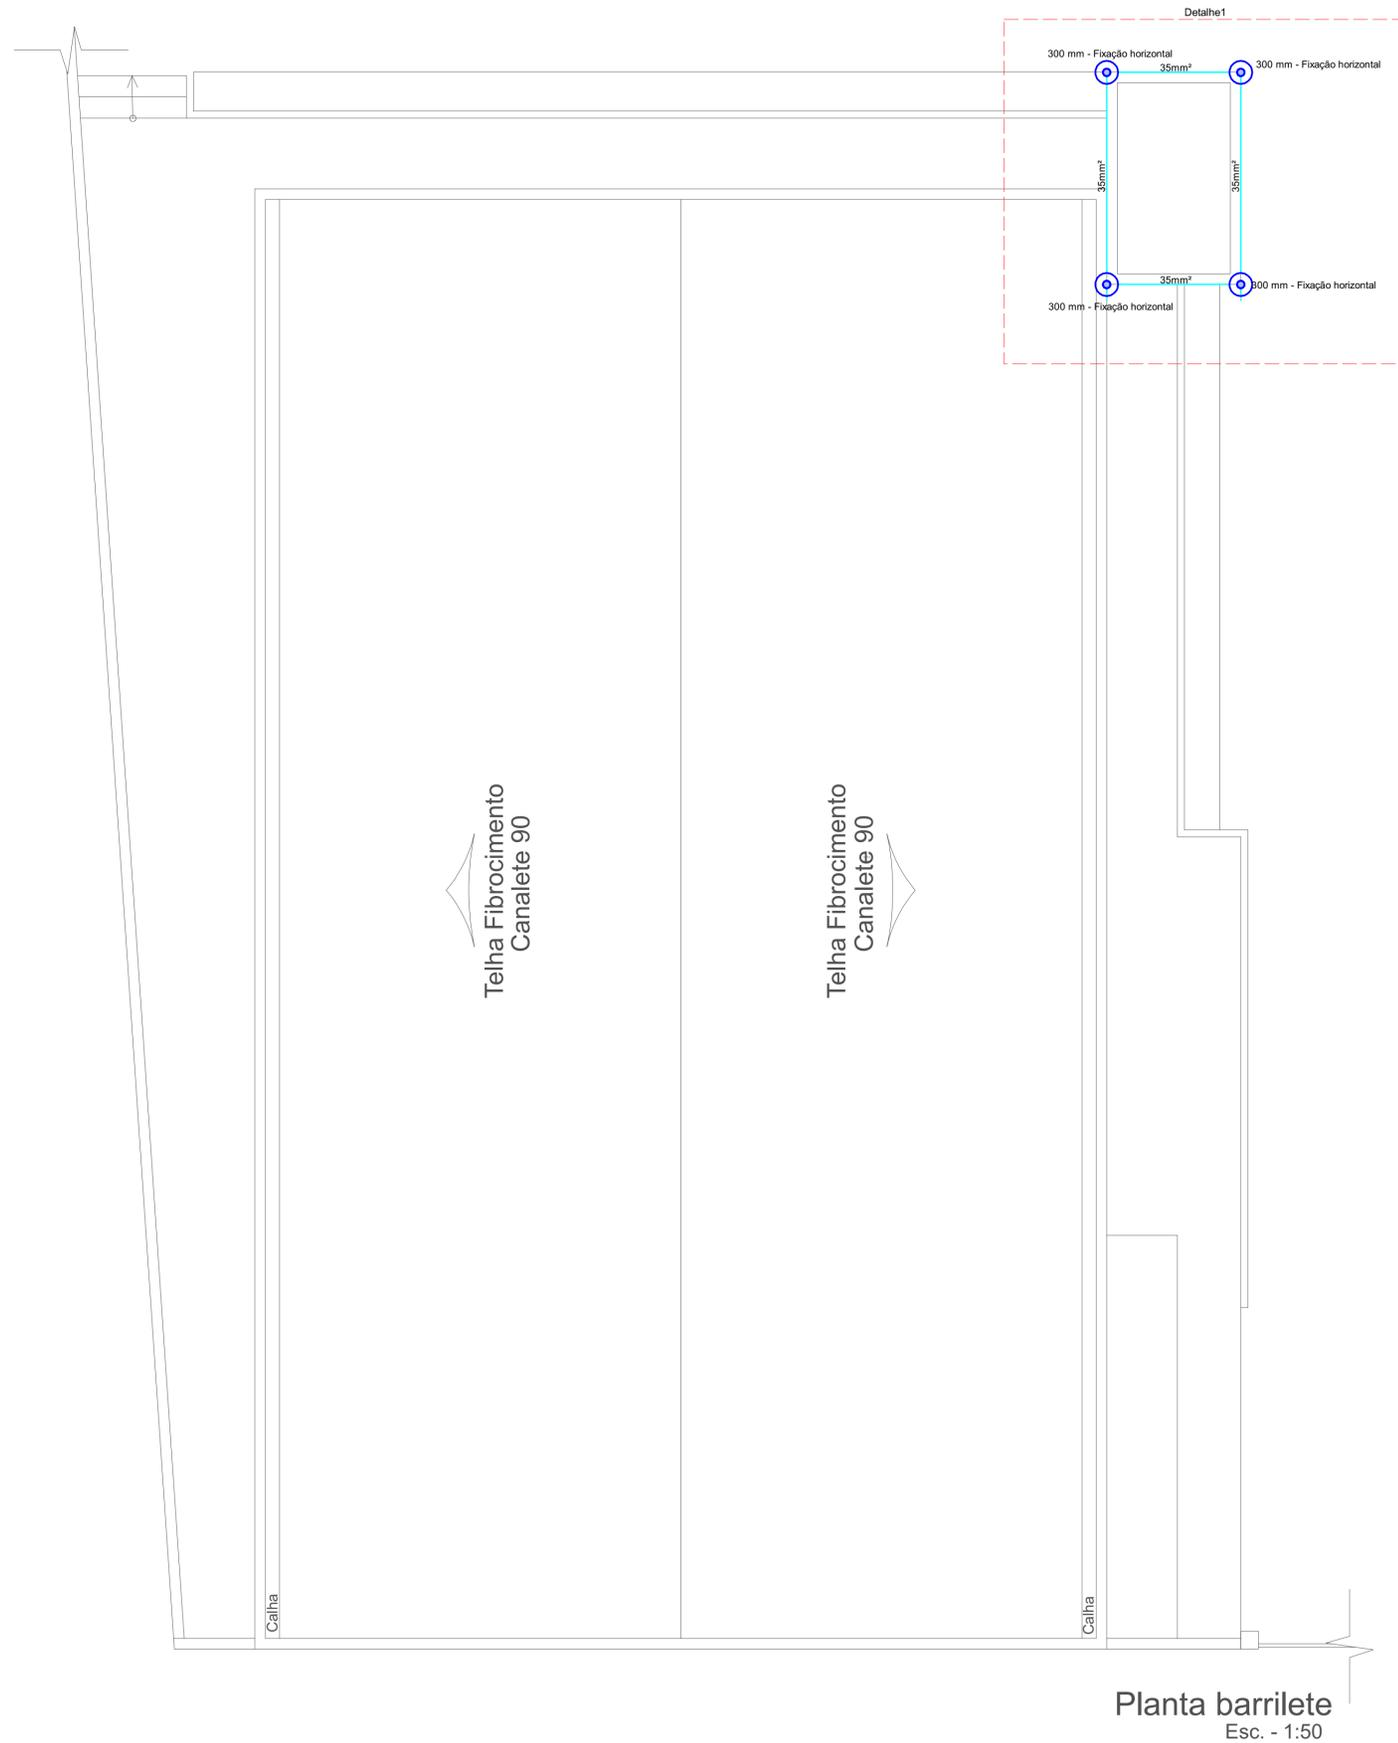 Detalhe1
300 mm - Fixação horizontal
300 mm - Fixação horizontal
35mm²
35mm²
35mm²
35mm²
300 mm - Fixação horizontal
300 mm - Fixação horizontal
Telha Fibrocimento
Canalete 90
Telha Fibrocimento
Canalete 90
Calha
Calha
Planta barrilete
Esc. - 1:50